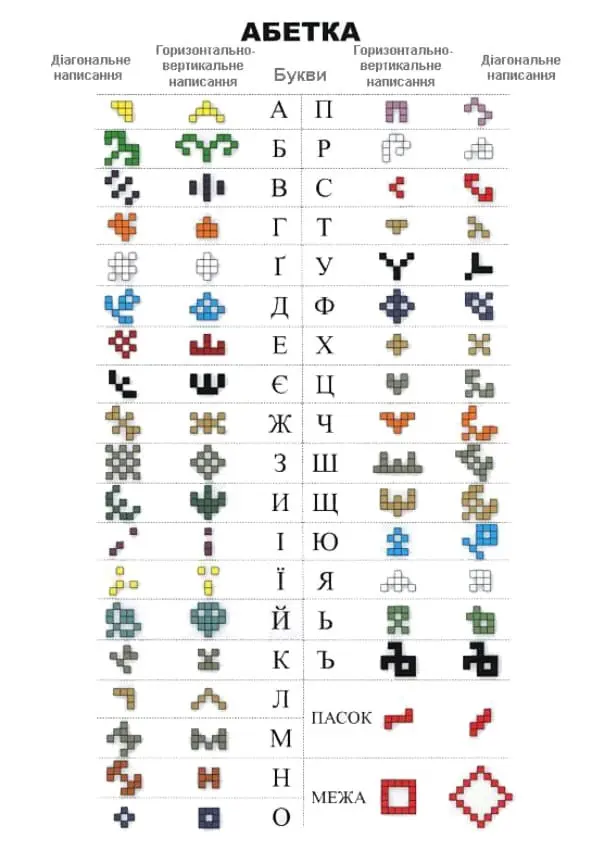 АБЕТКА
Діагональне написання
Горизонтально-вертикальне написання
Букви
Горизонтально-вертикальне написання
Діагональне написання
А П
Б Р
В С
Г Т
Ґ У
Д Ф
Е Х
Є Ц
Ж Ч
З Ш
И Щ
І Ю
Ї Я
Й Ь
К Ъ
Л
ПАСОК
М
Н
МЕЖА
О